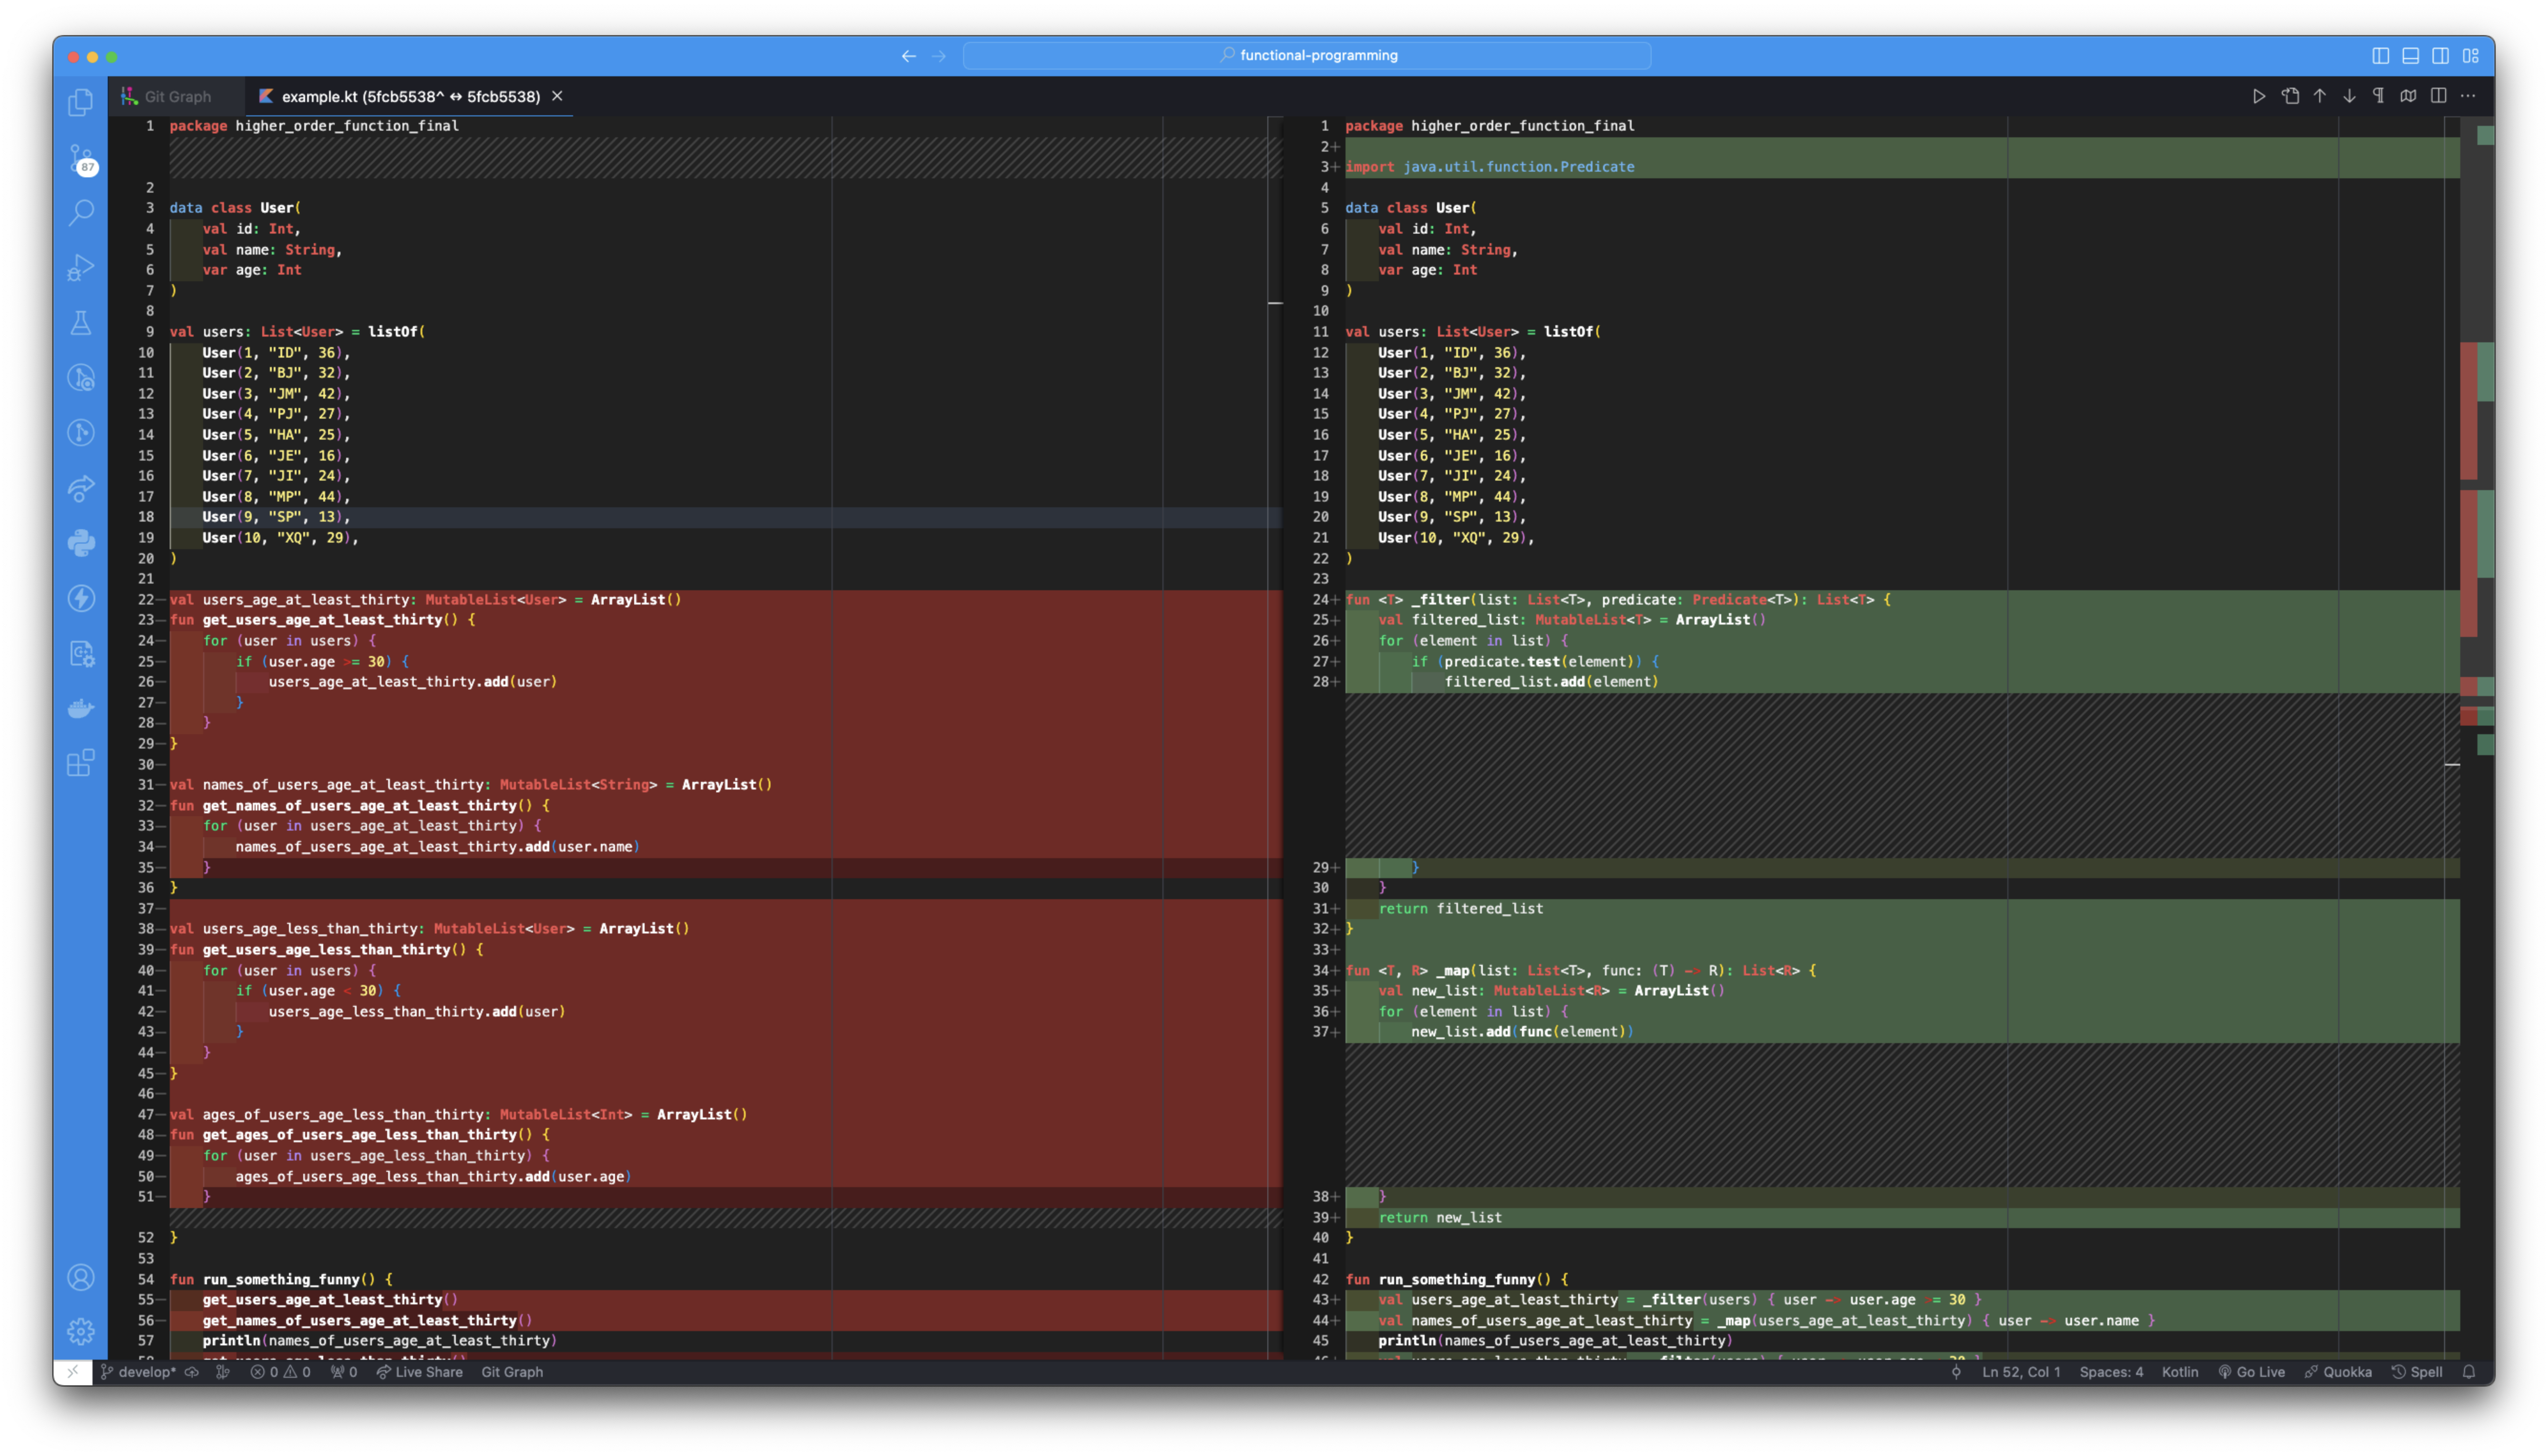 functional-programming
Git Graph
example.kt (5fcb5538^ ↔ 5fcb5538)
87
1 package higher_order_function_final
2
3 data class User(
4 val id: Int,
5 val name: String,
6 var age: Int
7 )
8
9 val users: List<User> = listOf(
10 User(1, "ID", 36),
11 User(2, "BJ", 32),
12 User(3, "JM", 42),
13 User(4, "PJ", 27),
14 User(5, "HA", 25),
15 User(6, "JE", 16),
16 User(7, "JI", 24),
17 User(8, "MP", 44),
18 User(9, "SP", 13),
19 User(10, "XQ", 29),
20 )
21
22— val users_age_at_least_thirty: MutableList<User> = ArrayList()
23— fun get_users_age_at_least_thirty() {
24— for (user in users) {
25— if (user.age >= 30) {
26— users_age_at_least_thirty.add(user)
27— }
28— }
29— }
30—
31— val names_of_users_age_at_least_thirty: MutableList<String> = ArrayList()
32— fun get_names_of_users_age_at_least_thirty() {
33— for (user in users_age_at_least_thirty) {
34— names_of_users_age_at_least_thirty.add(user.name)
35— }
36 }
37—
38— val users_age_less_than_thirty: MutableList<User> = ArrayList()
39— fun get_users_age_less_than_thirty() {
40— for (user in users) {
41— if (user.age < 30) {
42— users_age_less_than_thirty.add(user)
43— }
44— }
45— }
46—
47— val ages_of_users_age_less_than_thirty: MutableList<Int> = ArrayList()
48— fun get_ages_of_users_age_less_than_thirty() {
49— for (user in users_age_less_than_thirty) {
50— ages_of_users_age_less_than_thirty.add(user.age)
51— }
52 }
53
54 fun run_something_funny() {
55— get_users_age_at_least_thirty()
56— get_names_of_users_age_at_least_thirty()
57 println(names_of_users_age_at_least_thirty)
1 package higher_order_function_final
2+
3+ import java.util.function.Predicate
4
5 data class User(
6 val id: Int,
7 val name: String,
8 var age: Int
9 )
10
11 val users: List<User> = listOf(
12 User(1, "ID", 36),
13 User(2, "BJ", 32),
14 User(3, "JM", 42),
15 User(4, "PJ", 27),
16 User(5, "HA", 25),
17 User(6, "JE", 16),
18 User(7, "JI", 24),
19 User(8, "MP", 44),
20 User(9, "SP", 13),
21 User(10, "XQ", 29),
22 )
23
24+ fun <T> _filter(list: List<T>, predicate: Predicate<T>): List<T> {
25+ val filtered_list: MutableList<T> = ArrayList()
26+ for (element in list) {
27+ if (predicate.test(element)) {
28+ filtered_list.add(element)
29+ }
30 }
31+ return filtered_list
32+ }
33+
34+ fun <T, R> _map(list: List<T>, func: (T) -> R): List<R> {
35+ val new_list: MutableList<R> = ArrayList()
36+ for (element in list) {
37+ new_list.add(func(element))
38+ }
39+ return new_list
40 }
41
42 fun run_something_funny() {
43+ val users_age_at_least_thirty = _filter(users) { user -> user.age >= 30 }
44+ val names_of_users_age_at_least_thirty = _map(users_age_at_least_thirty) { user -> user.name }
45 println(names_of_users_age_at_least_thirty)
develop* 0 0 0 Live Share Git Graph
Ln 52, Col 1 Spaces: 4 Kotlin Go Live Quokka Spell